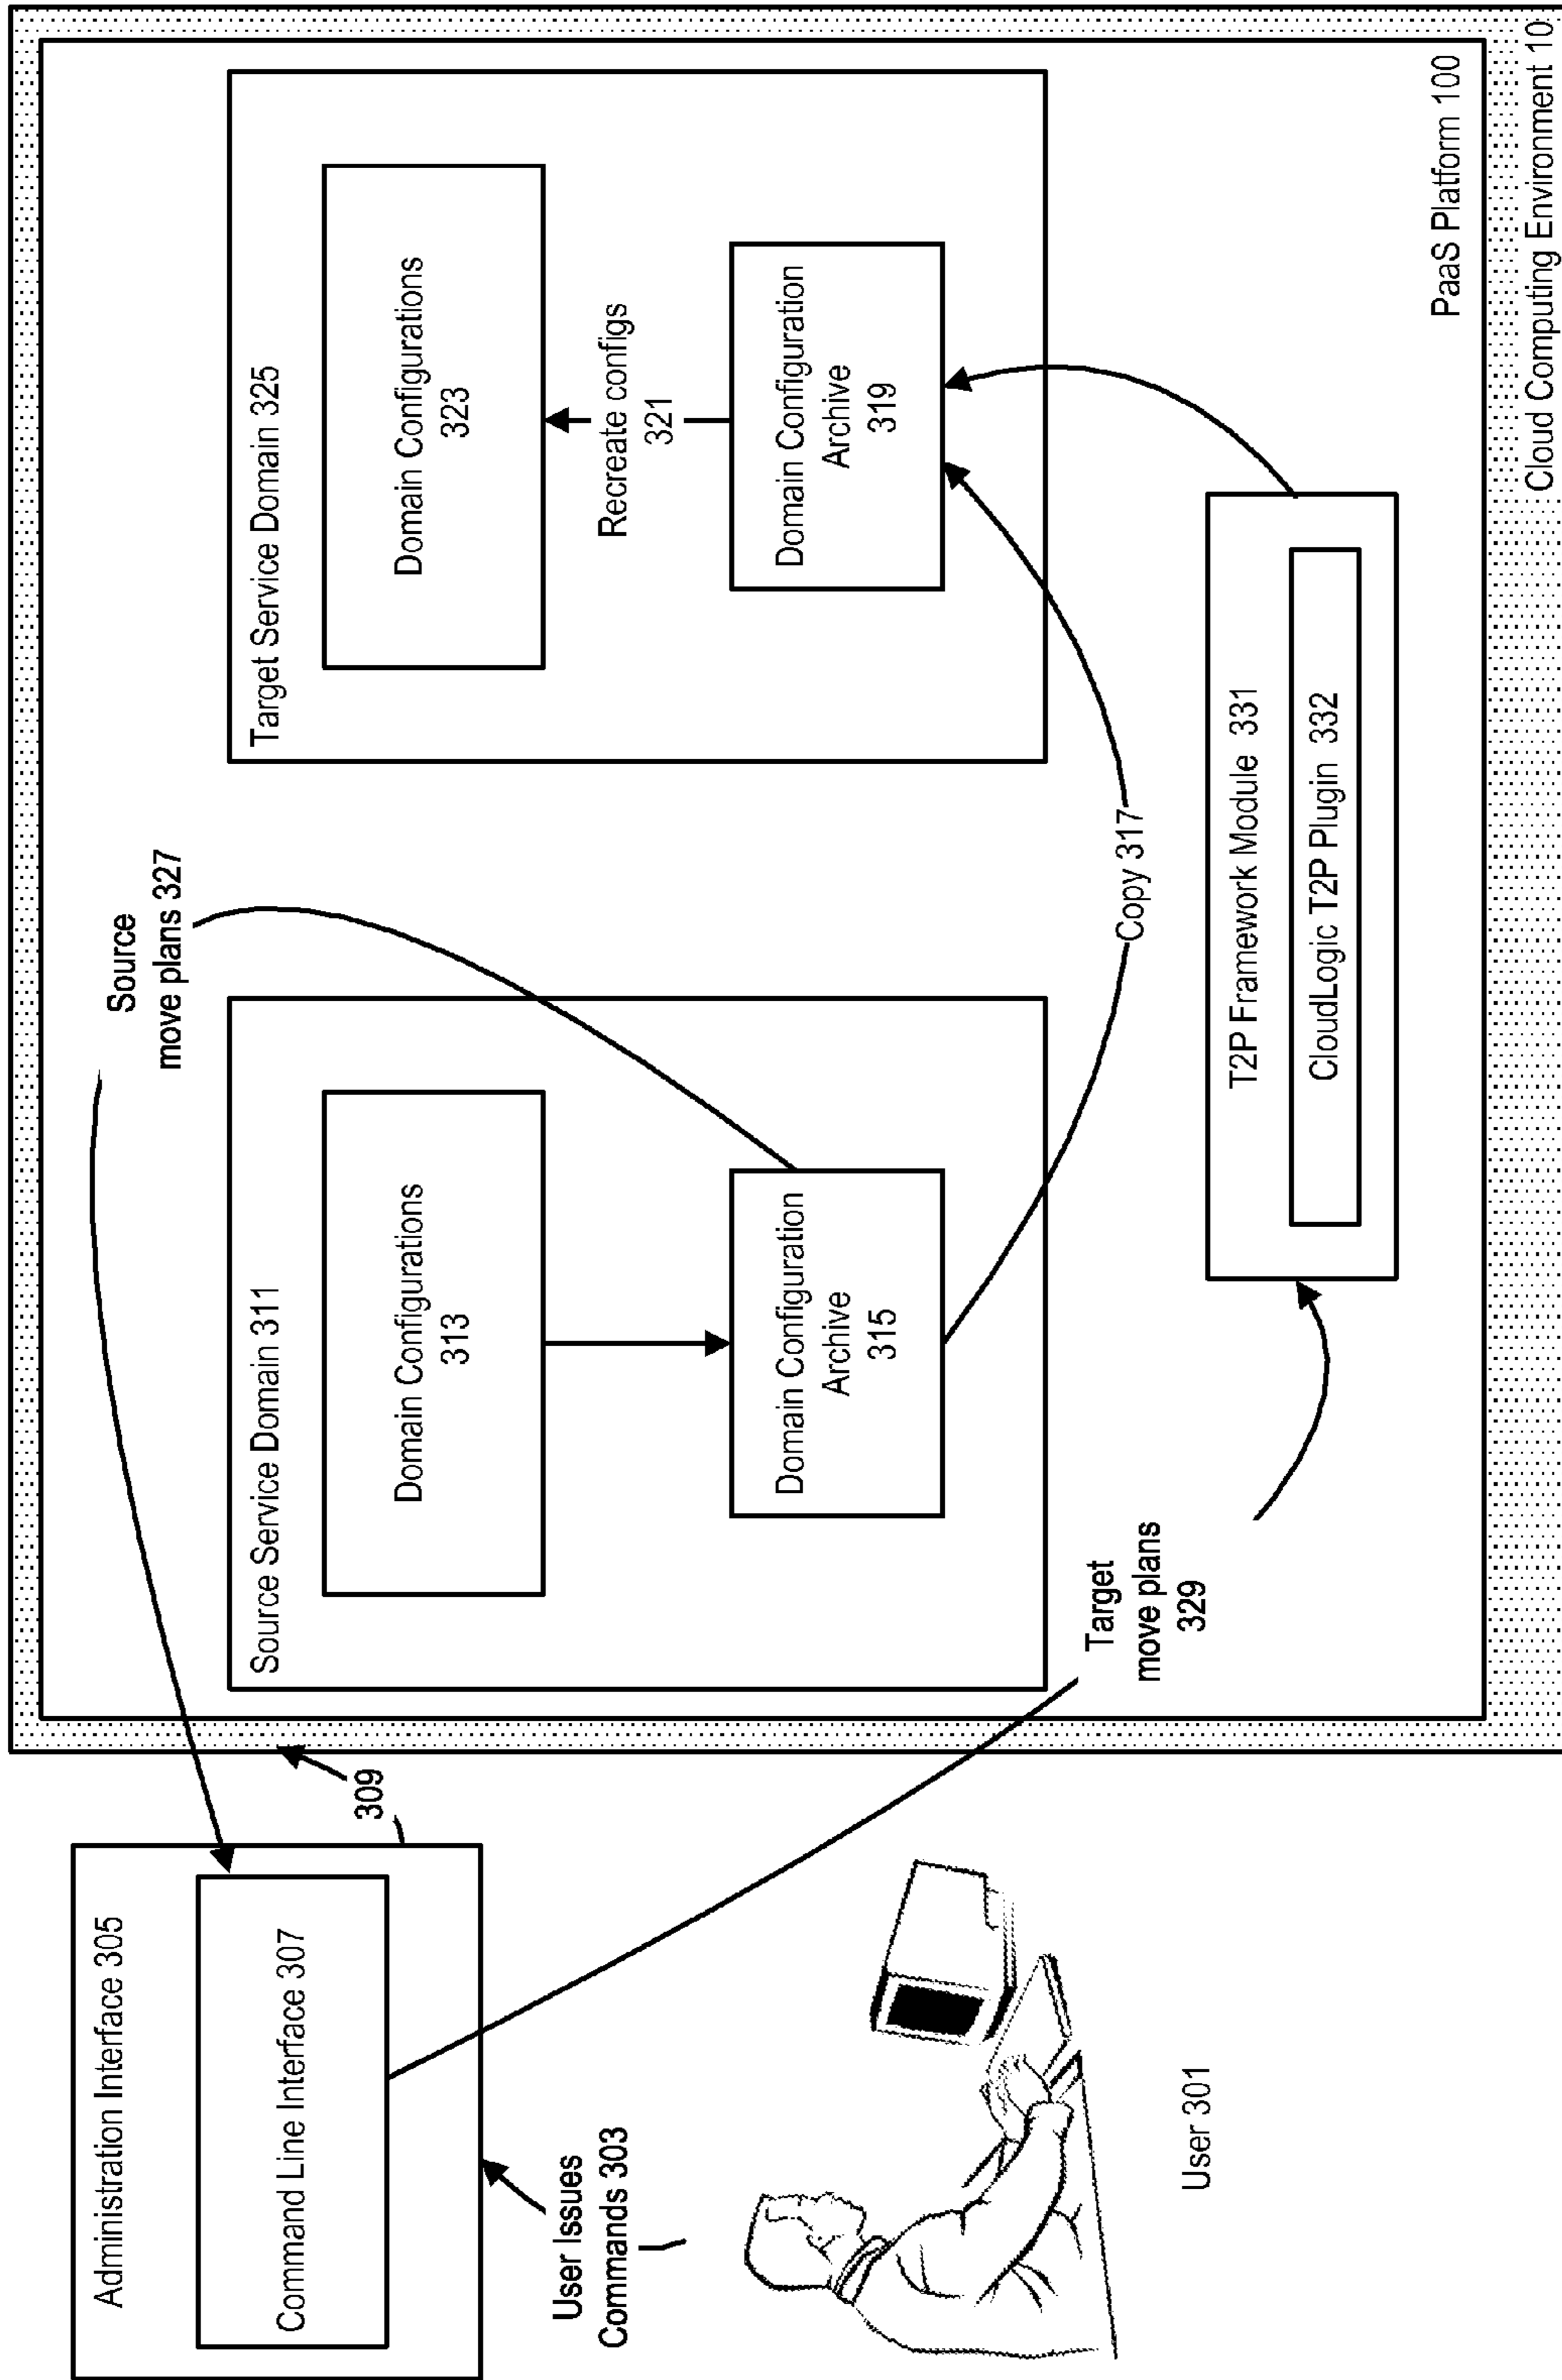 Administration Interface 305
Command Line Interface 307
309
User Issues
Commands 303
User 301
Source
move plans 327
Source Service Domain 311
Domain Configurations
313
Domain Configuration
Archive
315
Target
move plans
329
Copy 317
Target Service Domain 325
Domain Configurations
323
Recreate configs
321
Domain Configuration
Archive
319
T2P Framework Module 331
CloudLogic T2P Plugin 332
PaaS Platform 100
Cloud Computing Environment 10